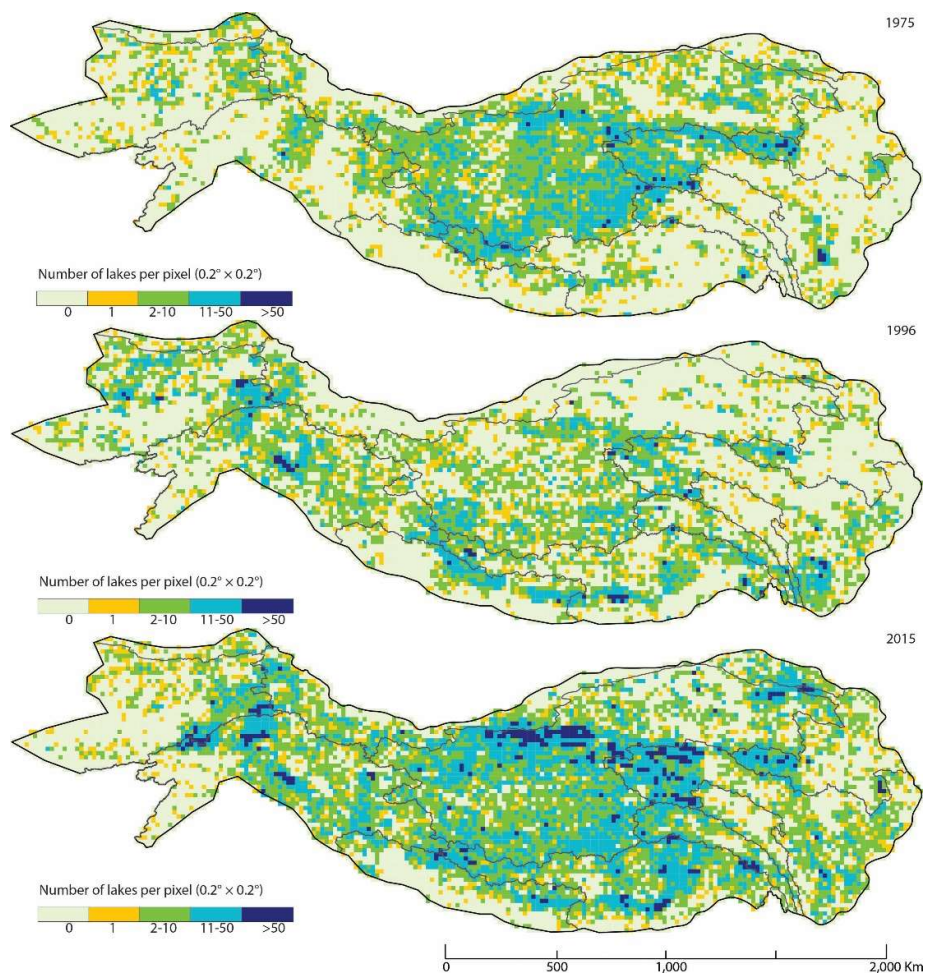 1975
Number of lakes per pixel (0.2° × 0.2°)
0 1 2-10 11-50 >50
1996
Number of lakes per pixel (0.2° × 0.2°)
0 1 2-10 11-50 >50
2015
Number of lakes per pixel (0.2° × 0.2°)
0 1 2-10 11-50 >50
0 500 1,000 2,000 Km